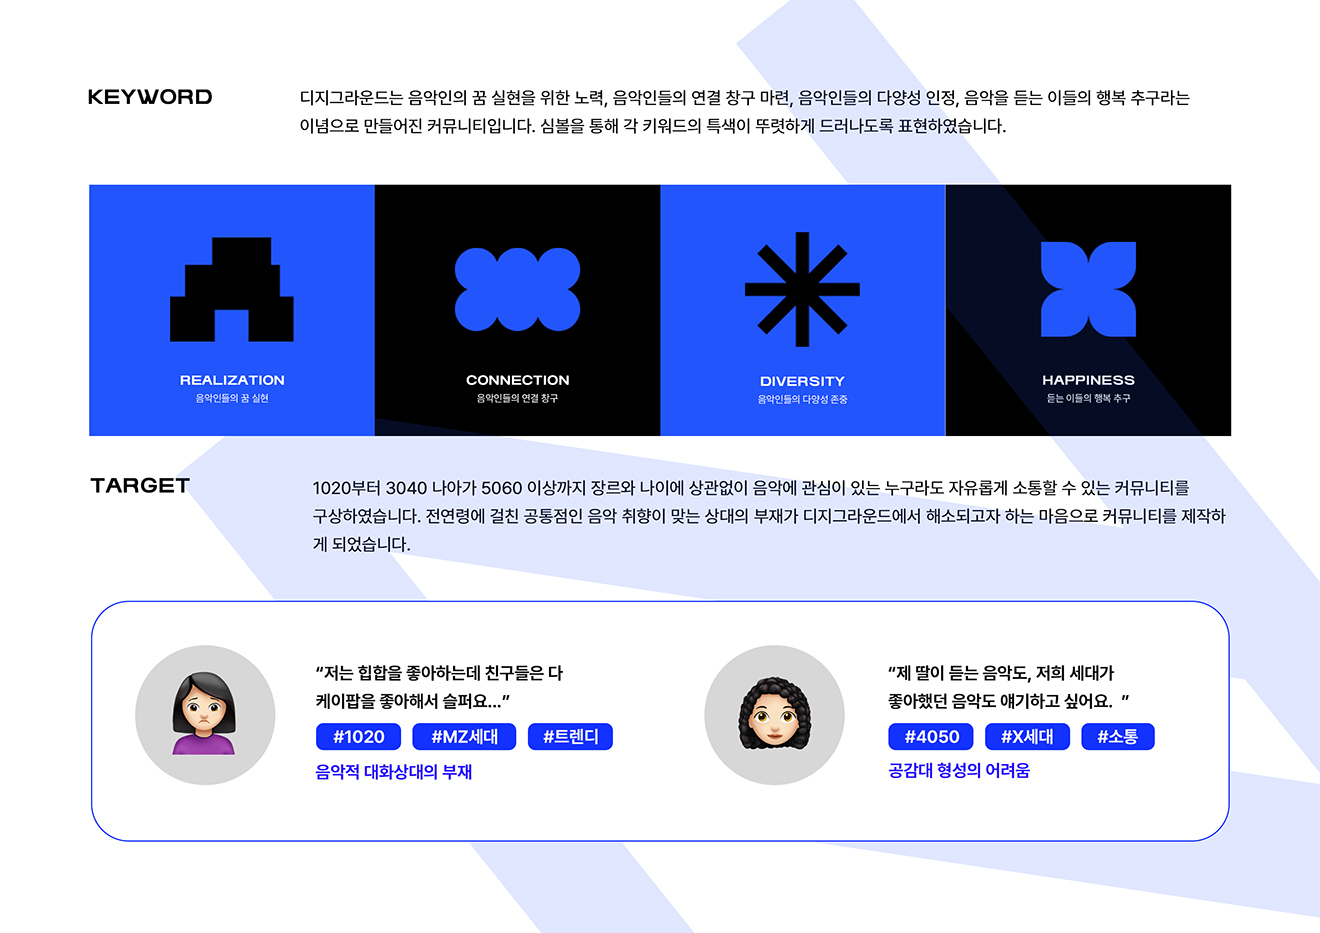 KEYWORD
디지그라운드는 음악인의 꿈 실현을 위한 노력, 음악인들의 연결 창구 마련, 음악인들의 다양성 인정, 음악을 듣는 이들의 행복 추구라는
이념으로 만들어진 커뮤니티입니다. 심볼을 통해 각 키워드의 특색이 뚜렷하게 드러나도록 표현하였습니다.
REALIZATION
음악인들의 꿈 실현
CONNECTION
음악인들의 연결 창구
DIVERSITY
음악인들의 다양성 존중
HAPPINESS
듣는 이들의 행복 추구
TARGET
1020부터 3040 나아가 5060 이상까지 장르와 나이에 상관없이 음악에 관심이 있는 누구라도 자유롭게 소통할 수 있는 커뮤니티를
구상하였습니다. 전연령에 걸친 공통점인 음악 취향이 맞는 상대의 부재가 디지그라운드에서 해소되고자 하는 마음으로 커뮤니티를 제작하
게 되었습니다.
“저는 힙합을 좋아하는데 친구들은 다
케이팝을 좋아해서 슬퍼요...”
#1020 #MZ세대 #트렌디
음악적 대화상대의 부재
“제 딸이 듣는 음악도, 저희 세대가
좋아했던 음악도 얘기하고 싶어요. ”
#4050 #X세대 #소통
공감대 형성의 어려움